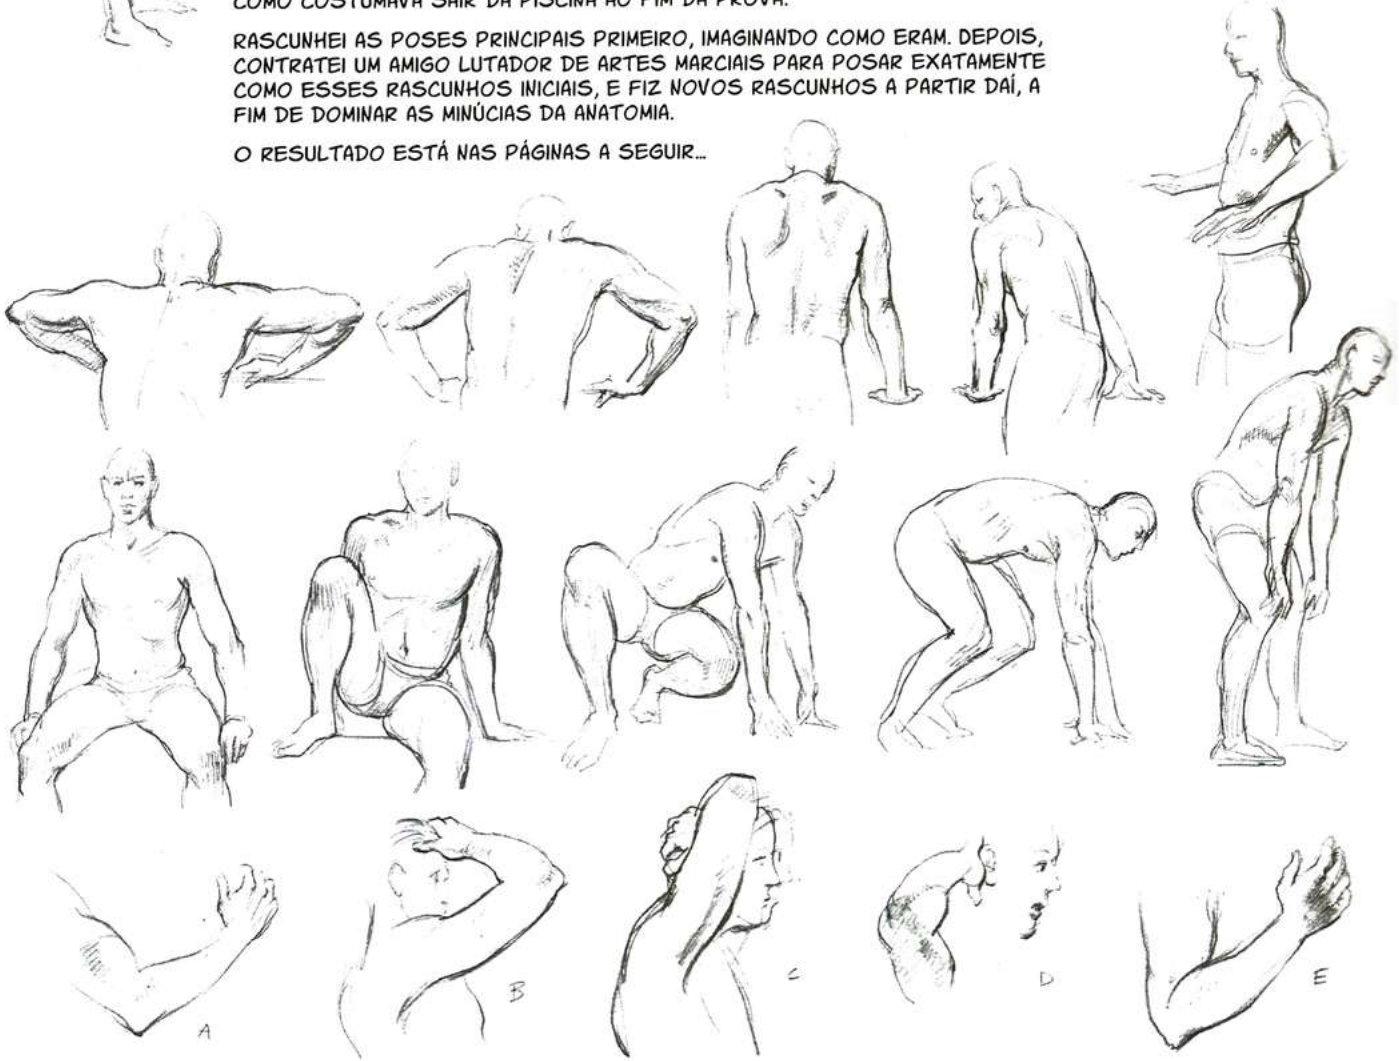 COMO COSTUMAVA SAIR DA PISCINA AO FIM DA PROVA.
RASCUNHEI AS POSES PRINCIPAIS PRIMEIRO, IMAGINANDO COMO ERAM. DEPOIS,
CONTRATEI UM AMIGO LUTADOR DE ARTES MARCIAIS PARA POSAR EXATAMENTE
COMO ESSES RASCUNHOS INICIAIS, E FIZ NOVOS RASCUNHOS A PARTIR DAÍ, A
FIM DE DOMINAR AS MINÚCIAS DA ANATOMIA.
O RESULTADO ESTÁ NAS PÁGINAS A SEGUIR...
A
B
C
D
E